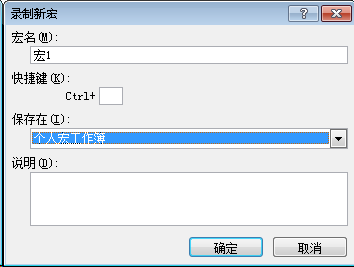 录制新宏
宏名(M):
宏1
快捷键(K):
Ctrl+
保存在(I):
个人宏工作簿
说明(D):
确定
取消